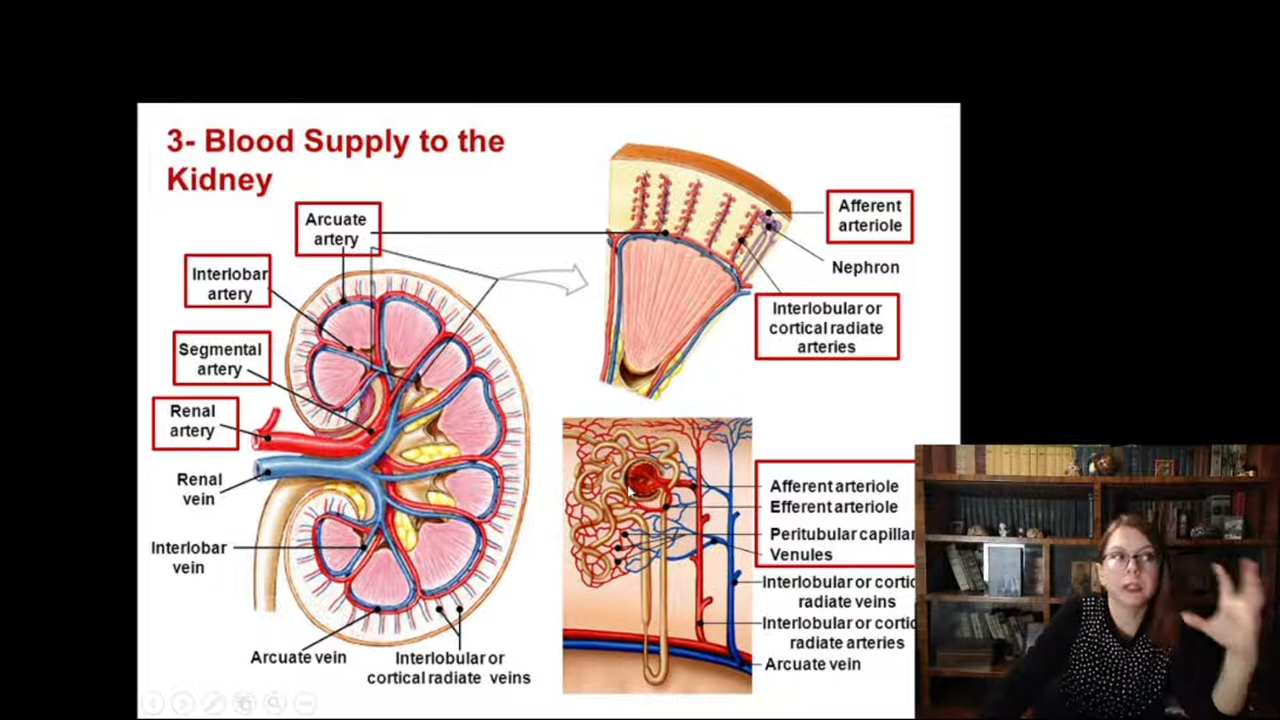 3- Blood Supply to the
Kidney
Arcuate
artery
Interlobar
artery
Segmental
artery
Renal
artery
Renal
vein
Interlobar
vein
Arcuate vein
Interlobular or
cortical radiate veins
Afferent
arteriole
Nephron
Interlobular or
cortical radiate
arteries
Afferent arteriole
Efferent arteriole
Peritubular capillar
Venules
Interlobular or cortic
radiate veins
Interlobular or cortic
radiate arteries
Arcuate vein